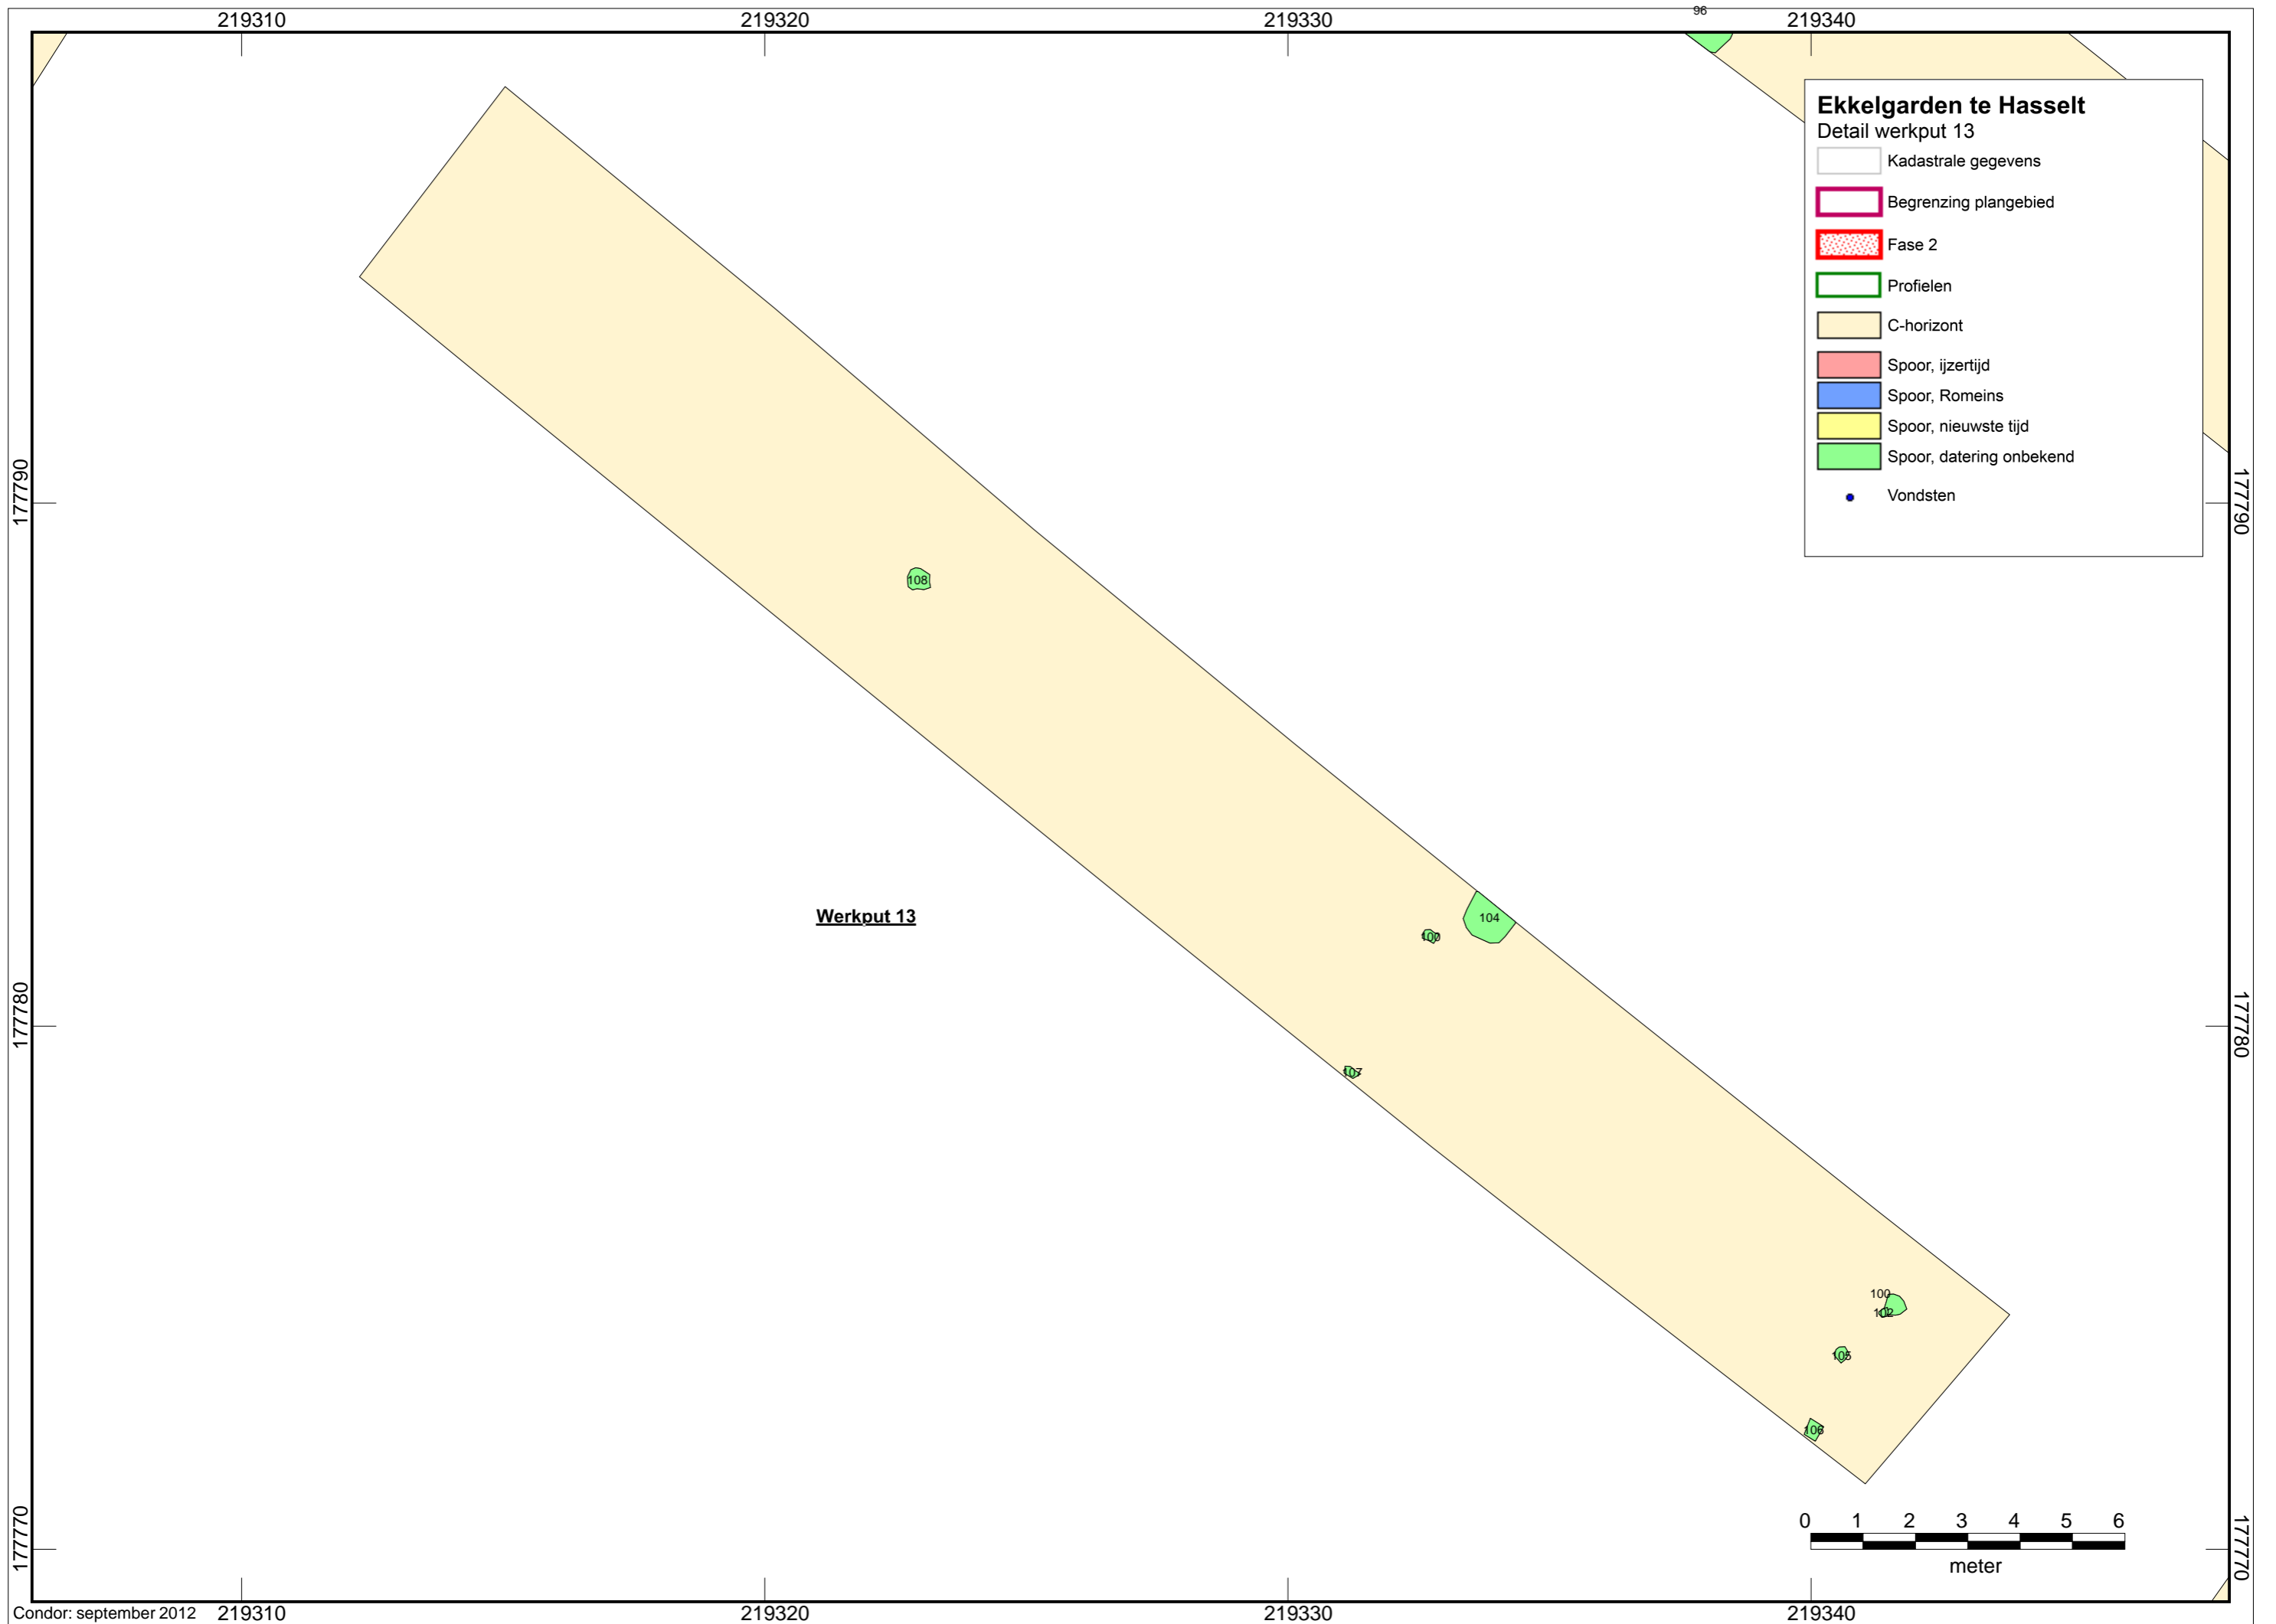 219310 219320 219330 96 219340
Ekkelgarden te Hasselt
Detail werkput 13
Kadastrale gegevens
Begrenzing plangebied
Fase 2
Profielen
C-horizont
Spoor, ijzertijd
Spoor, Romeins
Spoor, nieuwste tijd
Spoor, datering onbekend
Vondsten
177790 177790
108
Werkput 13
104
177780 177780
107
100
102
105
106
0 1 2 3 4 5 6
meter
177770 177770
Condor: september 2012 219310 219320 219330 219340